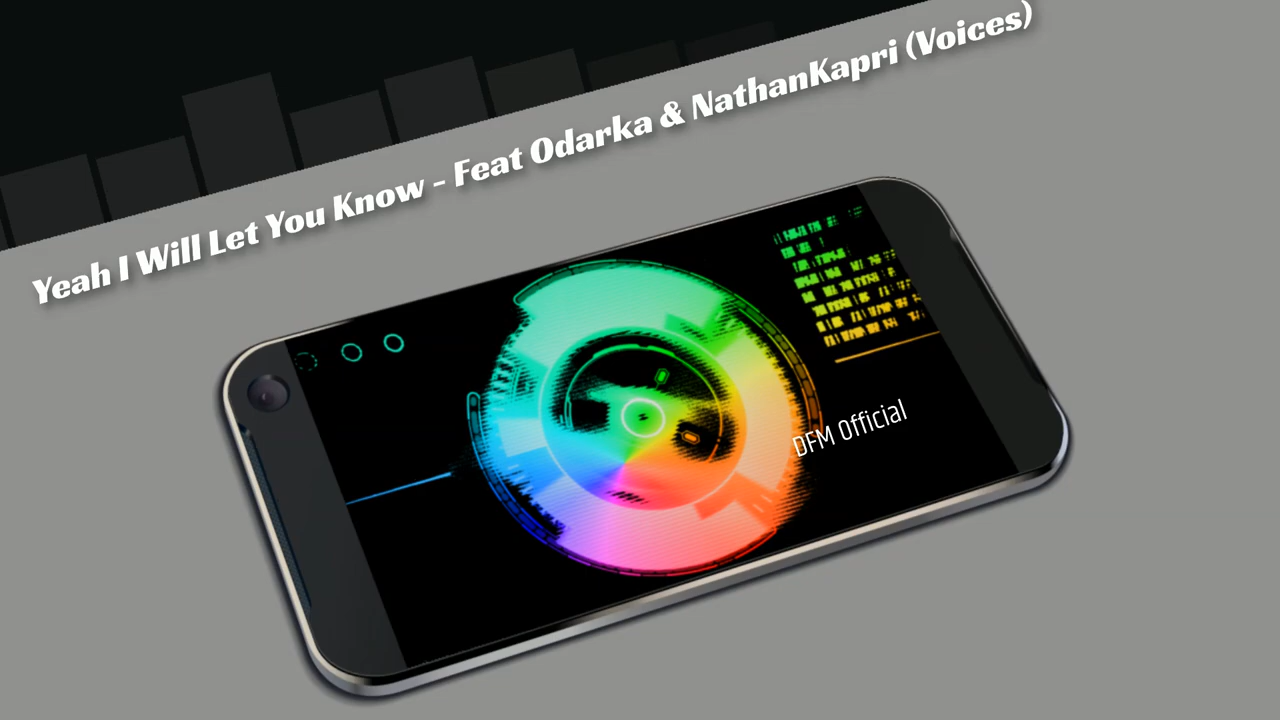 Yeah I Will Let You Know - Feat Odarka & NathanKapri (Voices)
DFM Official